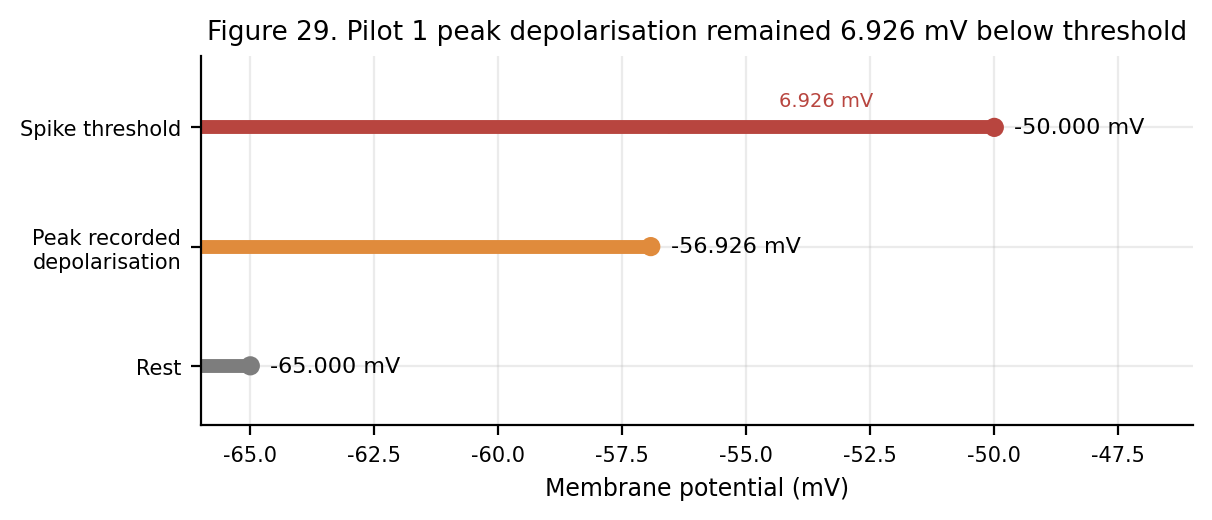 Figure 29. Pilot 1 peak depolarisation remained 6.926 mV below threshold
6.926 mV
Spike threshold
-50.000 mV
Peak recorded
depolarisation
-56.926 mV
Rest
-65.000 mV
-65.0
-62.5
-60.0
-57.5
-55.0
-52.5
-50.0
-47.5
Membrane potential (mV)